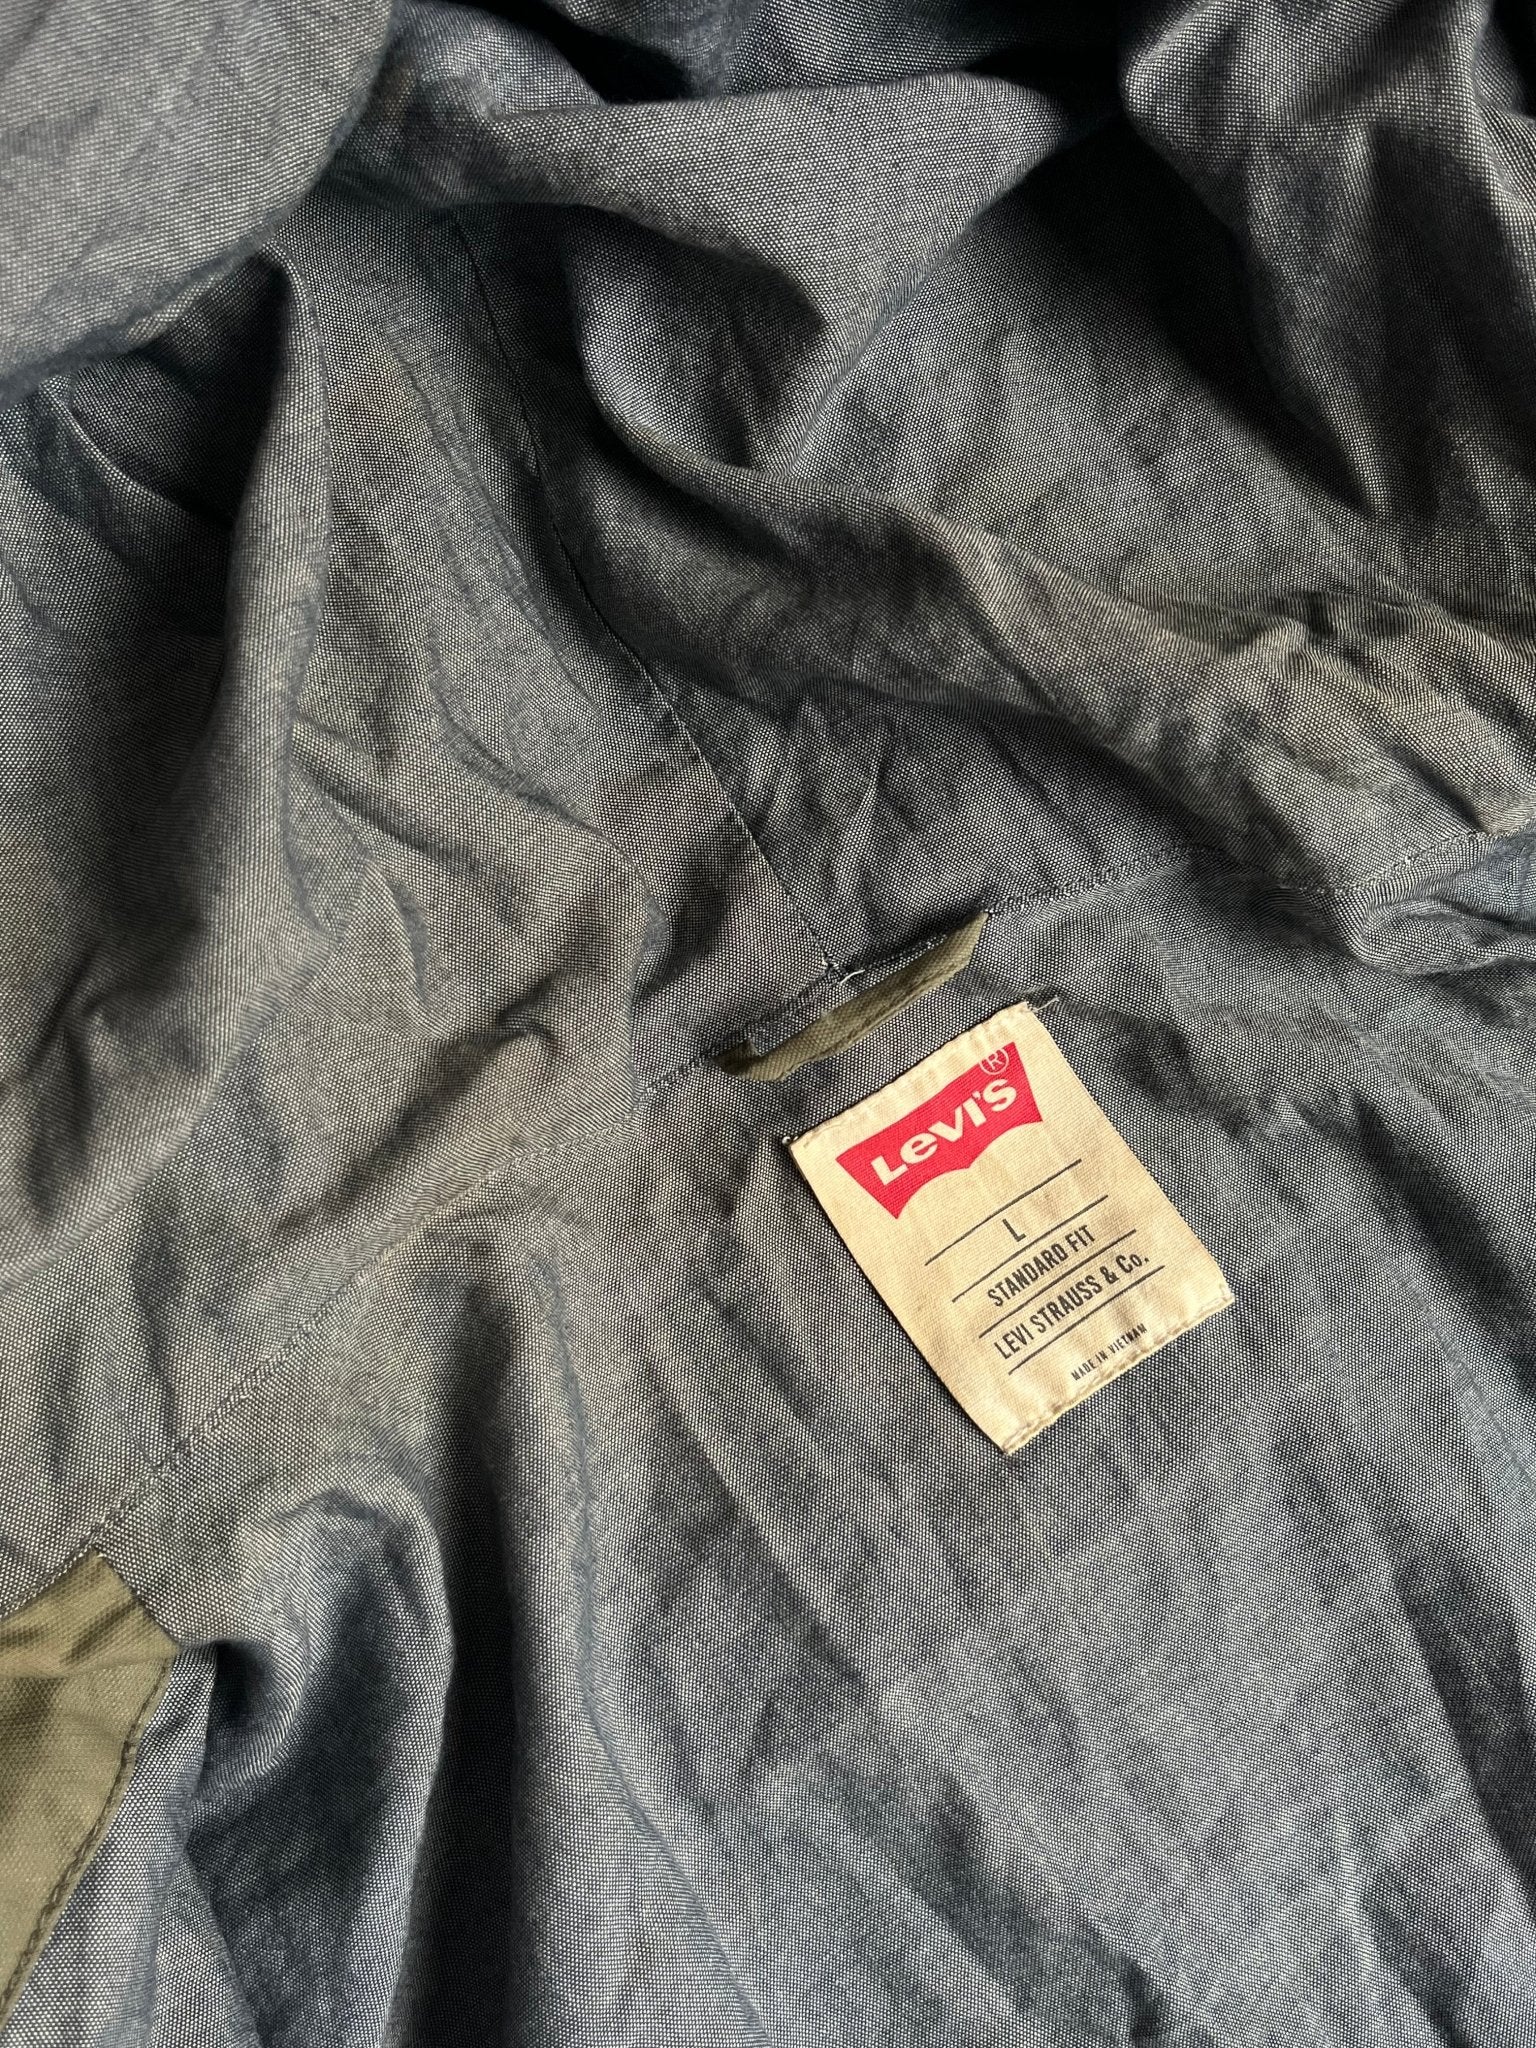 Levi's®
L
STANDARD FIT
LEVI STRAUSS & Co.
MADE IN VIETNAM